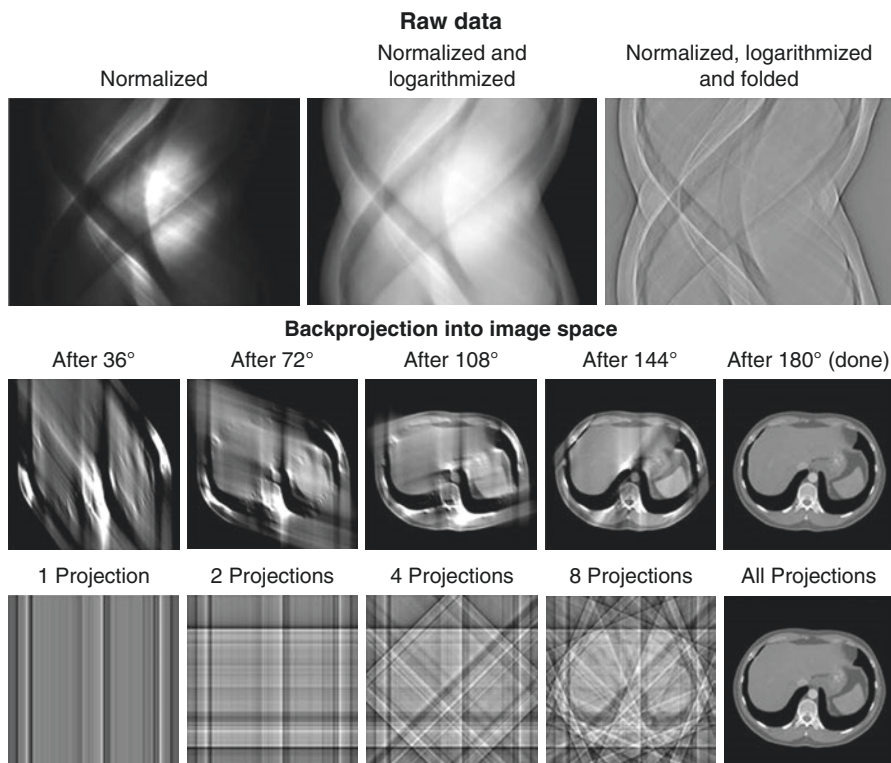 Raw data
Normalized
Normalized and
logarithmized
Normalized, logarithmized
and folded
Backprojection into image space
After 36°
After 72°
After 108°
After 144°
After 180° (done)
1 Projection
2 Projections
4 Projections
8 Projections
All Projections